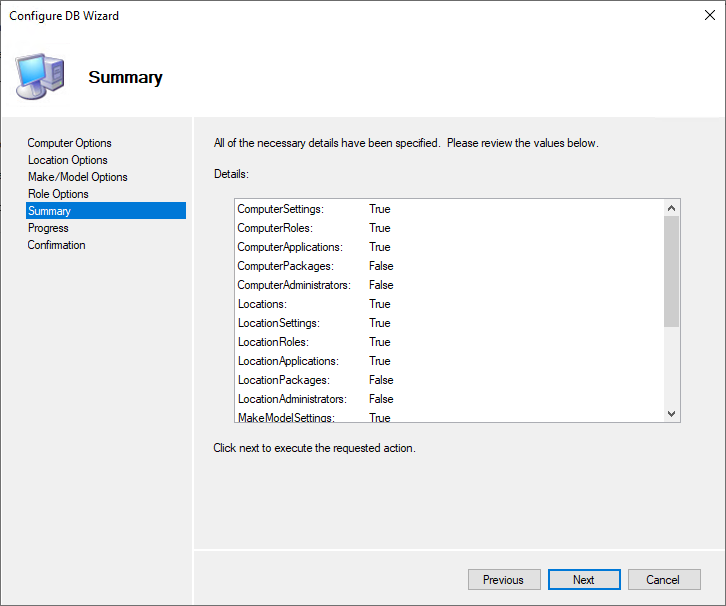 Configure DB Wizard
Summary
Computer Options
Location Options
Make/Model Options
Role Options
Summary
Progress
Confirmation
All of the necessary details have been specified. Please review the values below.
Details:
ComputerSettings: True
ComputerRoles: True
ComputerApplications: True
ComputerPackages: False
ComputerAdministrators: False
Locations: True
LocationSettings: True
LocationRoles: True
LocationApplications: True
LocationPackages: False
LocationAdministrators: False
MakeModelSettings: True
Click next to execute the requested action.
Previous Next Cancel